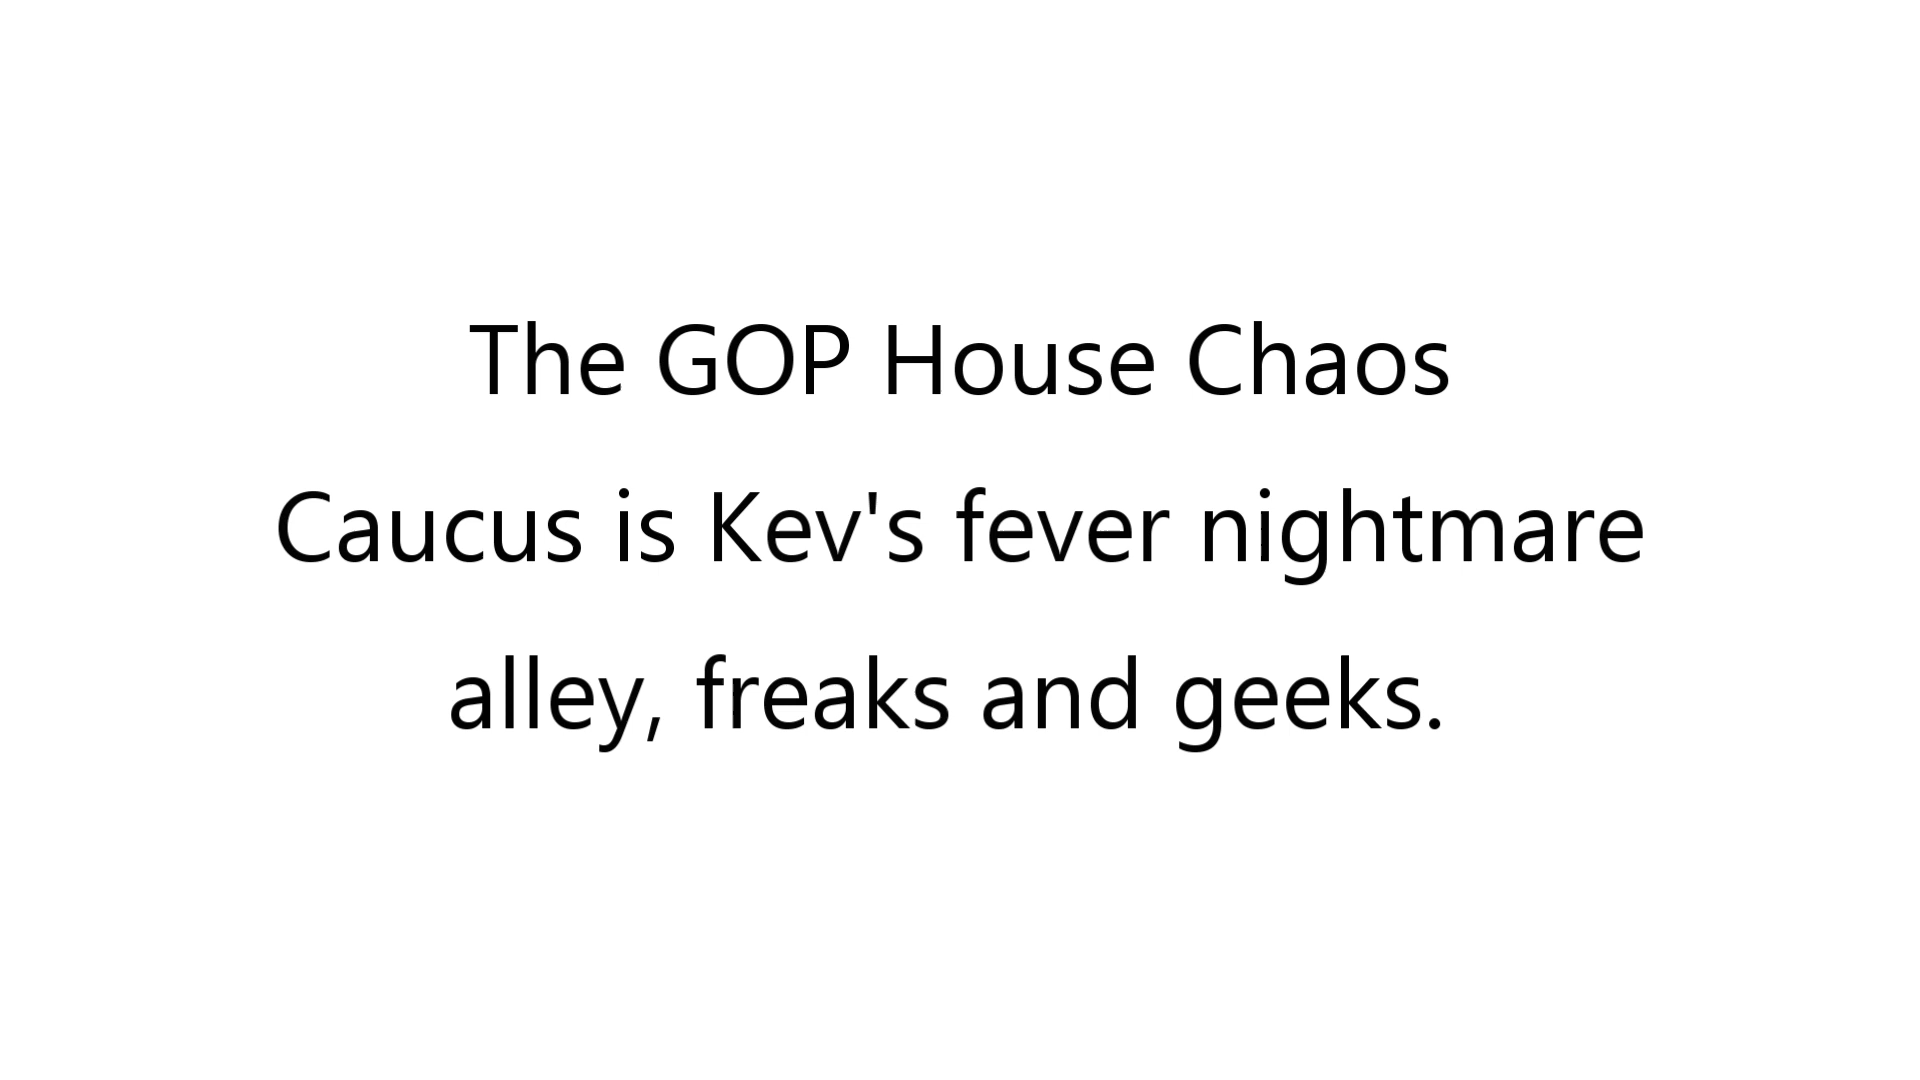 The GOP House Chaos
Caucus is Kev's fever nightmare
alley, freaks and geeks.